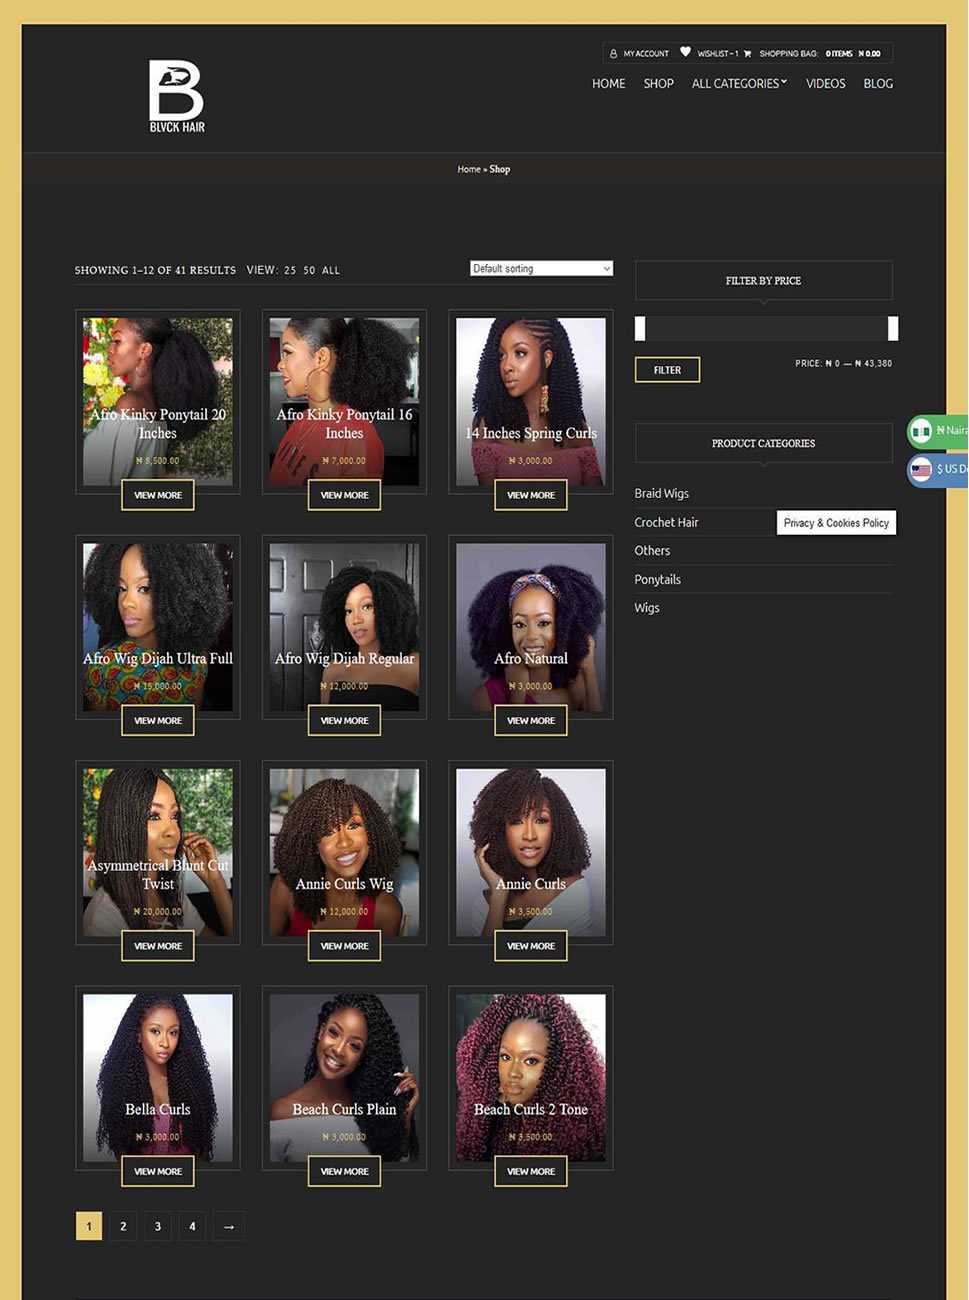 MY ACCOUNT WISHLIST – 1 SHOPPING BAG: 0 ITEMS ₦ 0.00
HOME SHOP ALL CATEGORIES VIDEOS BLOG
B
BLVCK HAIR
Home » Shop
SHOWING 1–12 OF 41 RESULTS VIEW: 25 50 ALL
Default sorting
FILTER BY PRICE
FILTER
PRICE: ₦ 0 — ₦ 43,380
PRODUCT CATEGORIES
Braid Wigs
Crochet Hair
Others
Ponytails
Wigs
₦ Naira
$ US Do
Privacy & Cookies Policy
Afro Kinky Ponytail 20
Inches
₦ 8,500.00
VIEW MORE
Afro Kinky Ponytail 16
Inches
₦ 7,000.00
VIEW MORE
14 Inches Spring Curls
₦ 3,000.00
VIEW MORE
Afro Wig Dijah Ultra Full
₦ 15,000.00
VIEW MORE
Afro Wig Dijah Regular
₦ 12,000.00
VIEW MORE
Afro Natural
₦ 3,000.00
VIEW MORE
Asymmetrical Blunt Cut
Twist
₦ 20,000.00
VIEW MORE
Annie Curls Wig
₦ 12,000.00
VIEW MORE
Annie Curls
₦ 3,500.00
VIEW MORE
Bella Curls
₦ 3,000.00
VIEW MORE
Beach Curls Plain
₦ 3,000.00
VIEW MORE
Beach Curls 2 Tone
₦ 3,500.00
VIEW MORE
1 2 3 4 →